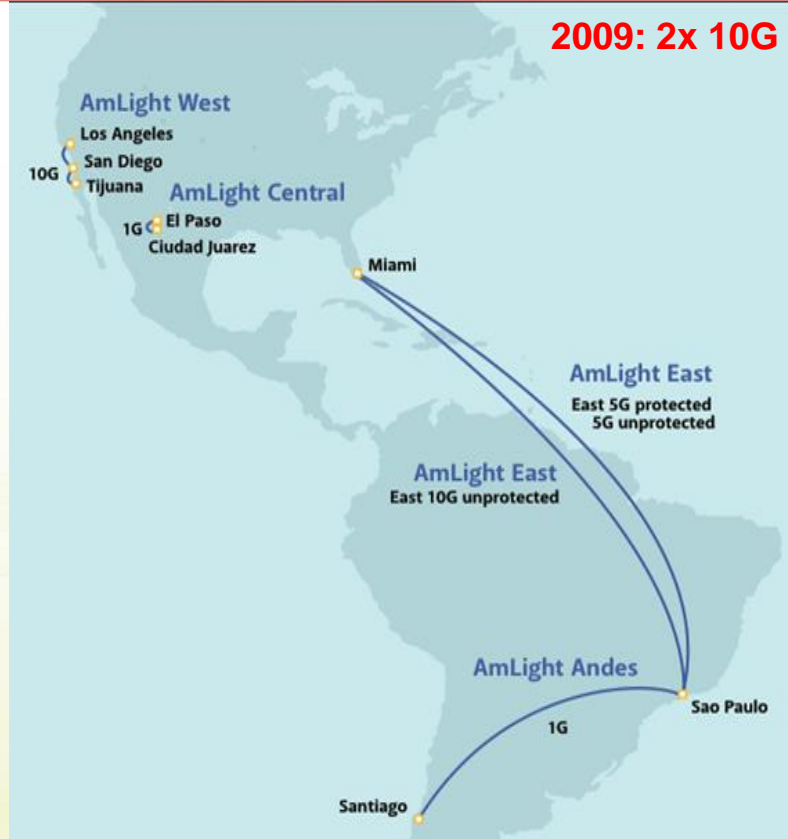 2009: 2x 10G
AmLight West
Los Angeles
San Diego
10G
Tijuana
AmLight Central
1G
El Paso
Ciudad Juarez
Miami
AmLight East
East 5G protected
5G unprotected
AmLight East
East 10G unprotected
AmLight Andes
Sao Paulo
1G
Santiago